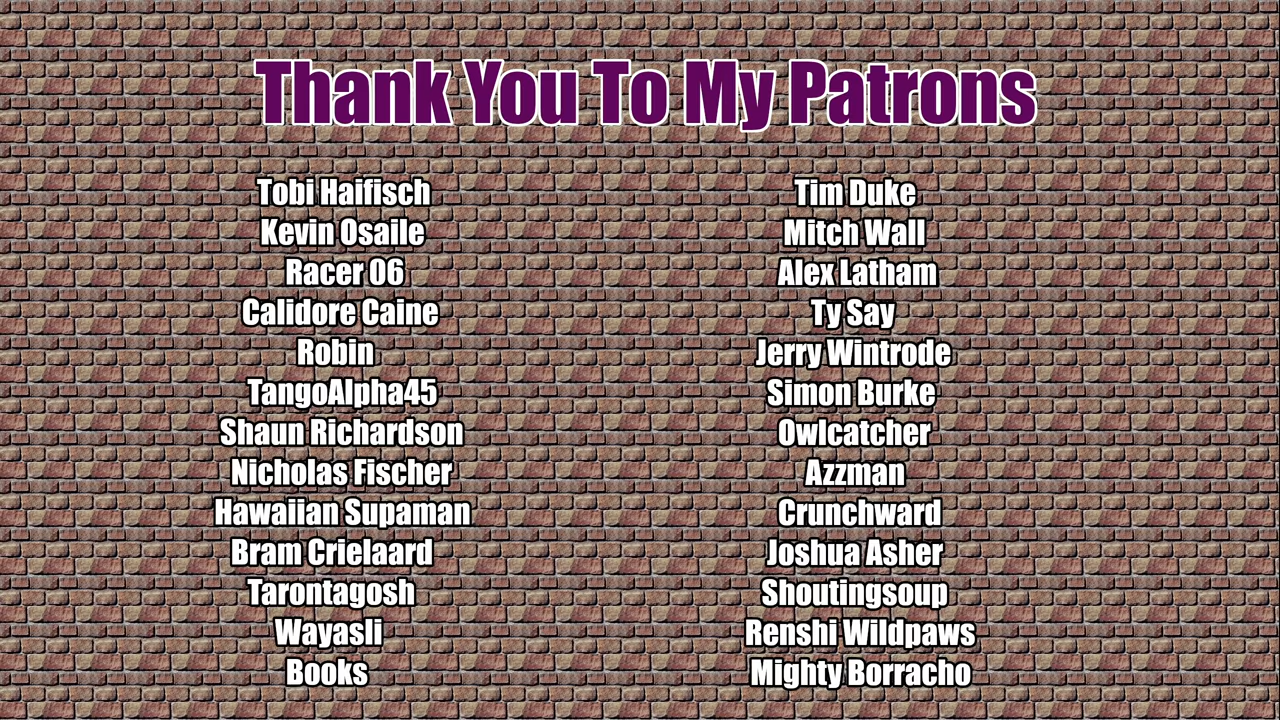 Thank You To My Patrons
Tobi Haifisch
Kevin Osaile
Racer 06
Calidore Caine
Robin
TangoAlpha45
Shaun Richardson
Nicholas Fischer
Hawaiian Supaman
Bram Crielaard
Tarontagosh
Wayasli
Books
Tim Duke
Mitch Wall
Alex Latham
Ty Say
Jerry Wintrode
Simon Burke
Owlcatcher
Azzman
Crunchward
Joshua Asher
Shoutingsoup
Renshi Wildpaws
Mighty Borracho